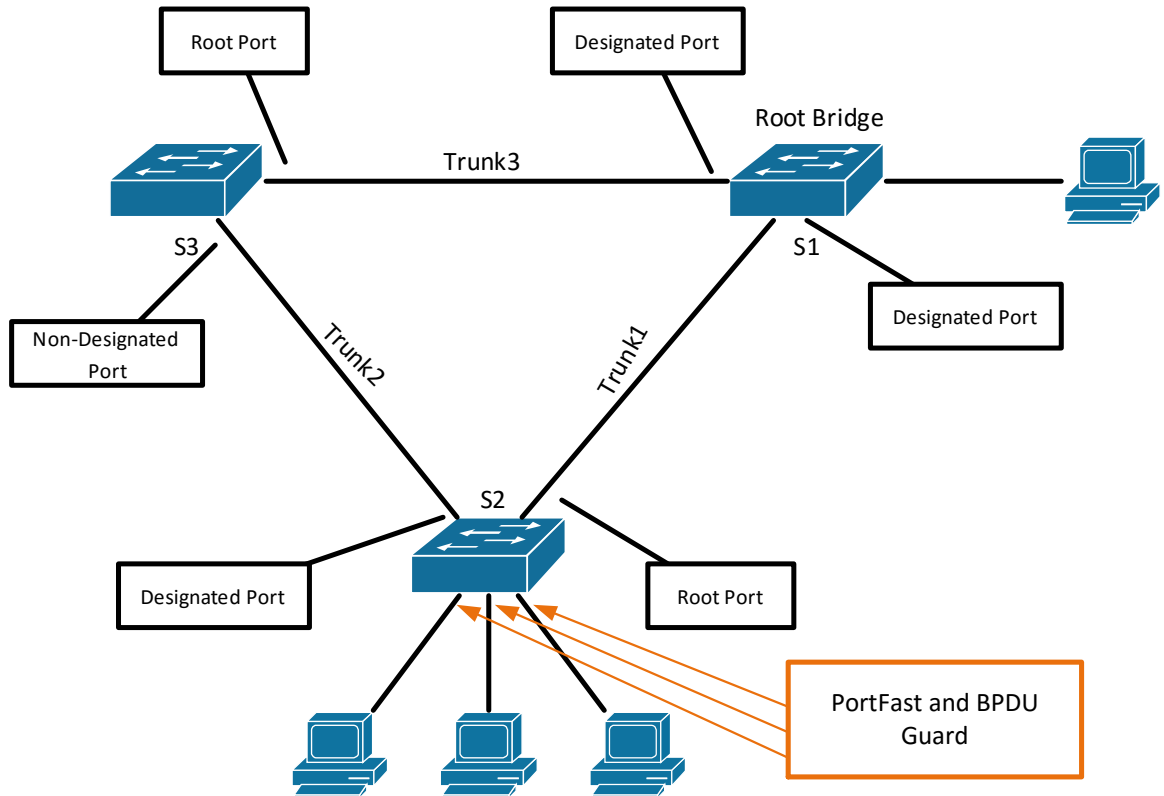 Root Port
Designated Port
Root Bridge
Trunk3
S3
S1
Non-Designated
Port
Designated Port
Trunk2
Trunk1
S2
Designated Port
Root Port
PortFast and BPDU
Guard